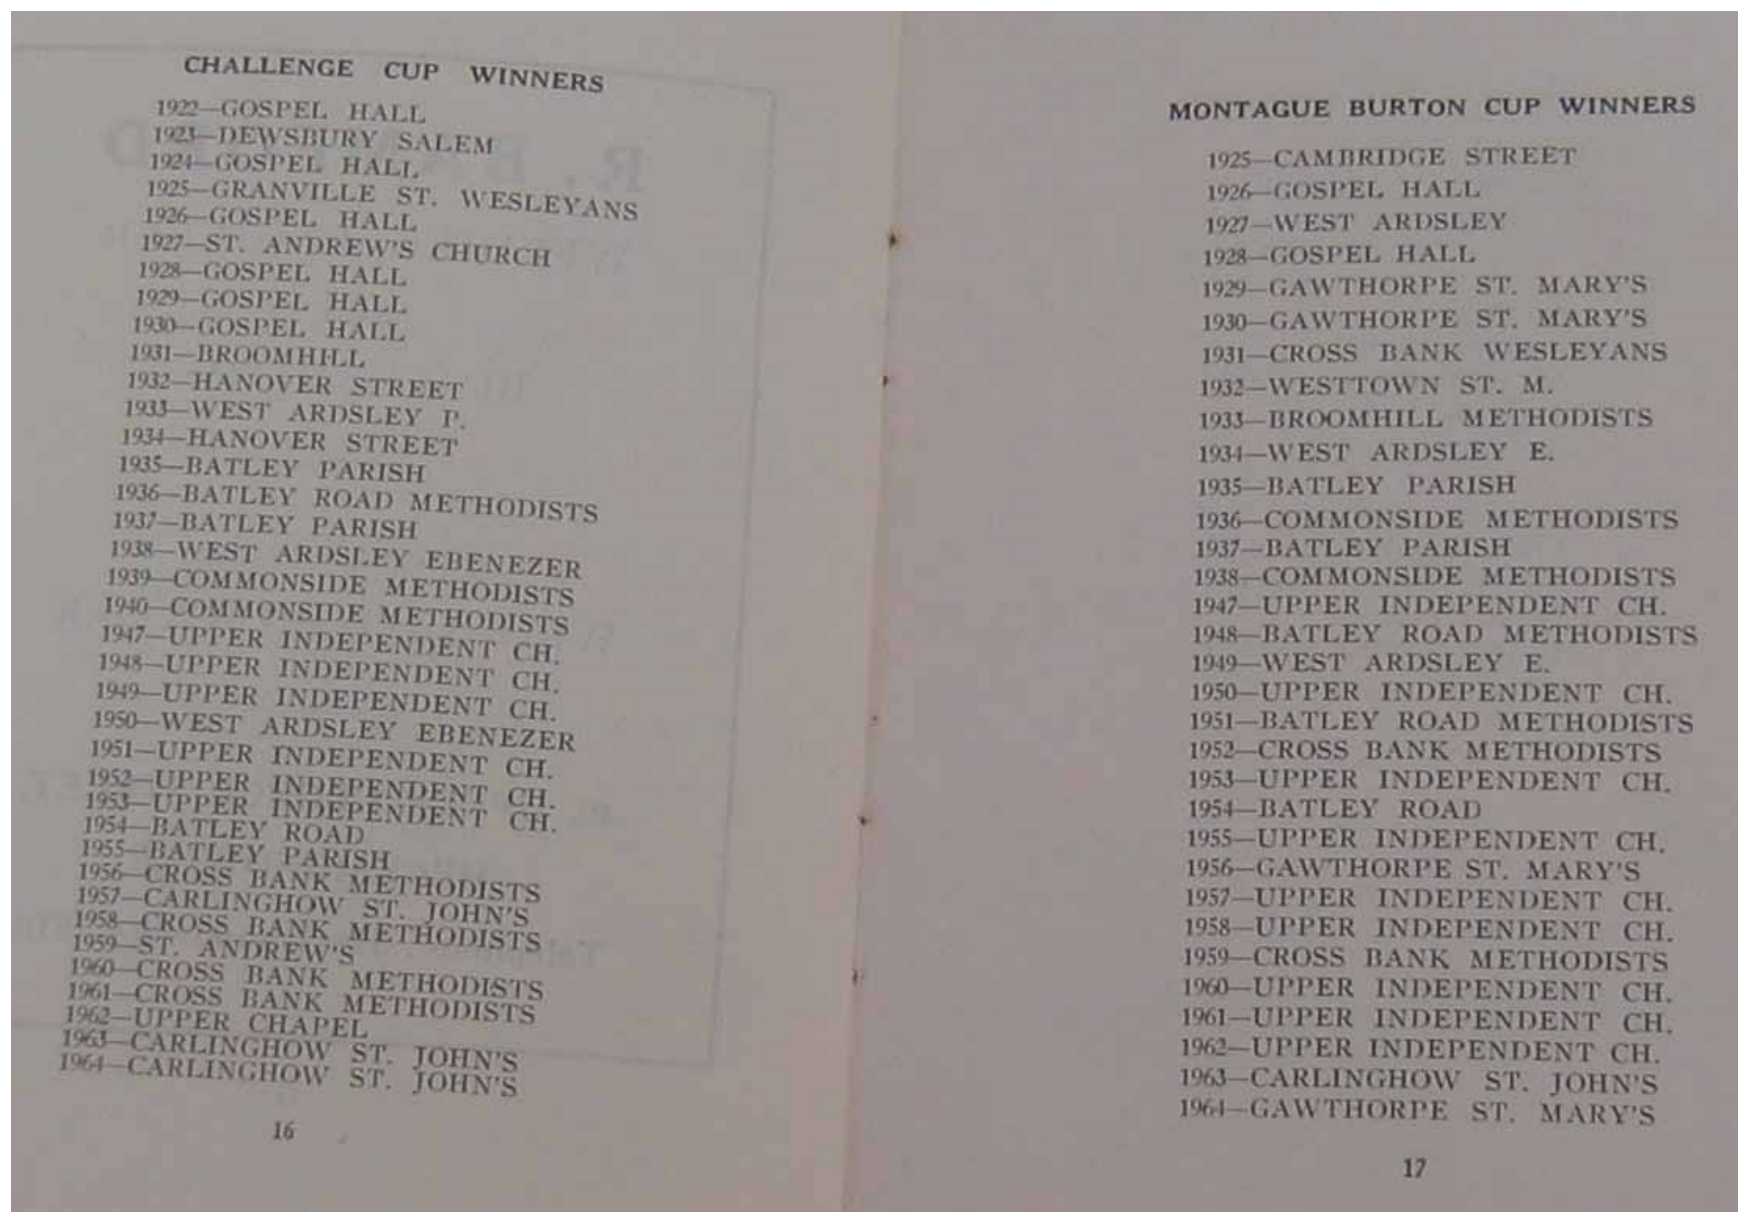 CHALLENGE CUP WINNERS
1922—GOSPEL HALL
1923—DEWSBURY SALEM
1924—GOSPEL HALL
1925—GRANVILLE ST. WESLEYANS
1926—GOSPEL HALL
1927—ST. ANDREW'S CHURCH
1928—GOSPEL HALL
1929—GOSPEL HALL
1930—GOSPEL HALL
1931—BROOMHILL
1932—HANOVER STREET
1933—WEST ARDSLEY P.
1934—HANOVER STREET
1935—BATLEY PARISH
1936—BATLEY ROAD METHODISTS
1937—BATLEY PARISH
1938—WEST ARDSLEY EBENEZER
1939—COMMONSIDE METHODISTS
1940—COMMONSIDE METHODISTS
1947—UPPER INDEPENDENT CH.
1948—UPPER INDEPENDENT CH.
1949—UPPER INDEPENDENT CH.
1950—WEST ARDSLEY EBENEZER
1951—UPPER INDEPENDENT CH.
1952—UPPER INDEPENDENT CH.
1953—UPPER INDEPENDENT CH.
1954—BATLEY ROAD
1955—BATLEY PARISH
1956—CROSS BANK METHODISTS
1957—CARLINGHOW ST. JOHN'S
1958—CROSS BANK METHODISTS
1959—ST. ANDREW'S
1960—CROSS BANK METHODISTS
1961—CROSS BANK METHODISTS
1962—UPPER CHAPEL
1963—CARLINGHOW ST. JOHN'S
1964—CARLINGHOW ST. JOHN'S
16
MONTAGUE BURTON CUP WINNERS
1925—CAMBRIDGE STREET
1926—GOSPEL HALL
1927—WEST ARDSLEY
1928—GOSPEL HALL
1929—GAWTHORPE ST. MARY'S
1930—GAWTHORPE ST. MARY'S
1931—CROSS BANK WESLEYANS
1932—WESTTOWN ST. M.
1933—BROOMHILL METHODISTS
1934—WEST ARDSLEY E.
1935—BATLEY PARISH
1936—COMMONSIDE METHODISTS
1937—BATLEY PARISH
1938—COMMONSIDE METHODISTS
1947—UPPER INDEPENDENT CH.
1948—BATLEY ROAD METHODISTS
1949—WEST ARDSLEY E.
1950—UPPER INDEPENDENT CH.
1951—BATLEY ROAD METHODISTS
1952—CROSS BANK METHODISTS
1953—UPPER INDEPENDENT CH.
1954—BATLEY ROAD
1955—UPPER INDEPENDENT CH.
1956—GAWTHORPE ST. MARY'S
1957—UPPER INDEPENDENT CH.
1958—UPPER INDEPENDENT CH.
1959—CROSS BANK METHODISTS
1960—UPPER INDEPENDENT CH.
1961—UPPER INDEPENDENT CH.
1962—UPPER INDEPENDENT CH.
1963—CARLINGHOW ST. JOHN'S
1964—GAWTHORPE ST. MARY'S
17